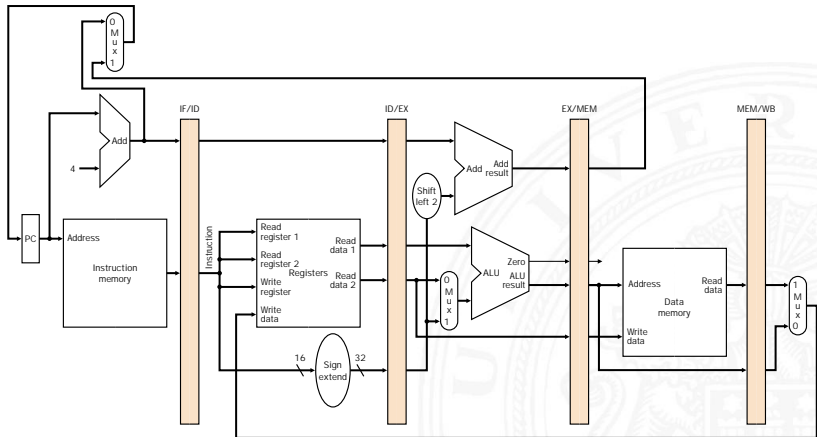 0
M
u
x
1
IF/ID
ID/EX
EX/MEM
MEM/WB
Add
4
Add
Add
result
Shift
left 2
PC
Address
Instruction
memory
Instruction
Read
register 1
Read
register 2
Write
register
Write
data
Registers
Read
data 1
Read
data 2
0
M
u
x
1
ALU
Zero
ALU
result
Address
Write
data
Data
memory
Read
data
1
M
u
x
0
16
Sign
extend
32
U N I V E R